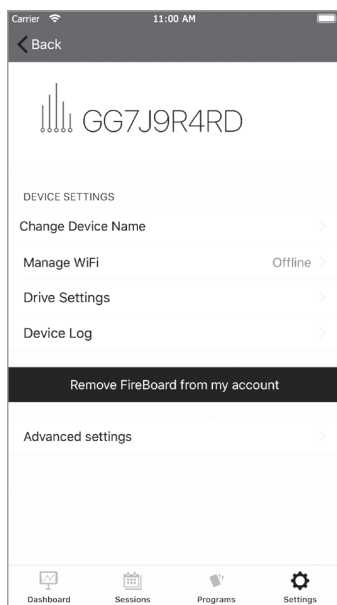 Carrier 11:00 AM
Back
GG7J9R4RD
DEVICE SETTINGS
Change Device Name
Manage WiFi Offline
Drive Settings
Device Log
Remove FireBoard from my account
Advanced settings
Dashboard Sessions Programs Settings